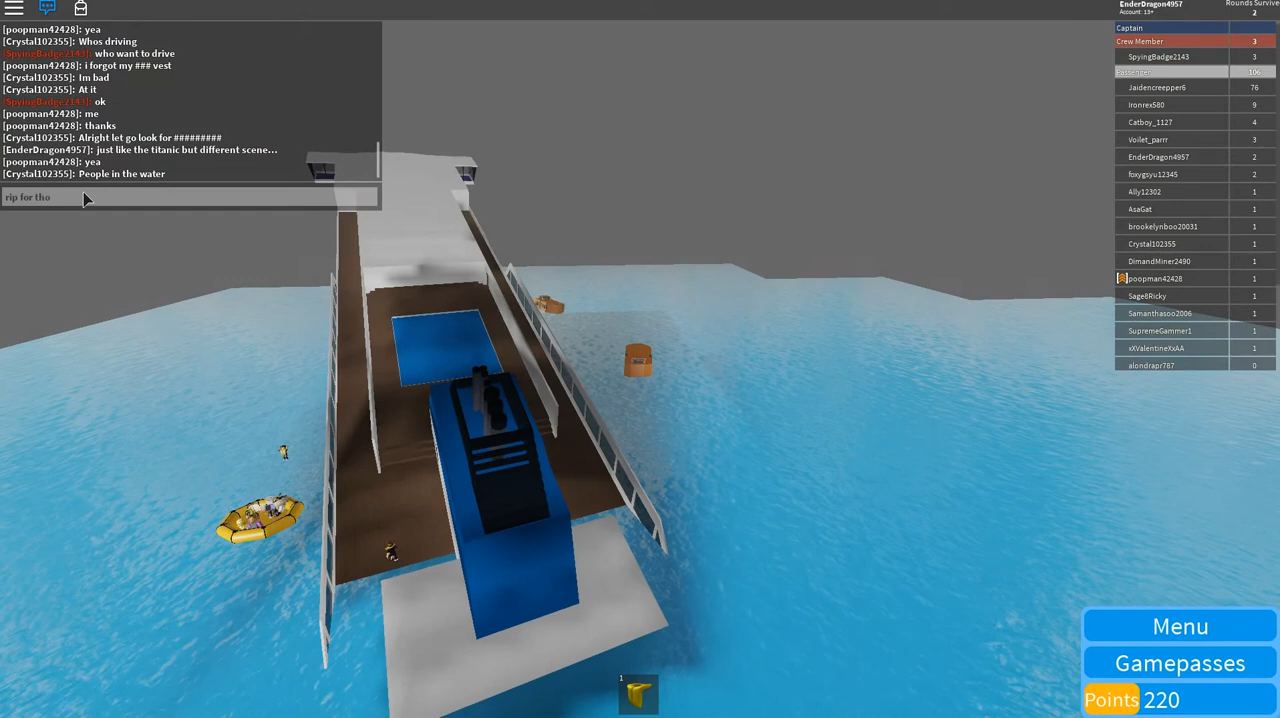 [poopman42428]: yea
[Crystal102355]: Whos driving
[SpyingBadge2143]: who want to drive
[poopman42428]: i forgot my ### vest
[Crystal102355]: Im bad
[Crystal102355]: At it
[SpyingBadge2143]: ok
[poopman42428]: me
[poopman42428]: thanks
[Crystal102355]: Alright let go look for #########
[EnderDragon4957]: just like the titanic but different scene...
[poopman42428]: yea
[Crystal102355]: People in the water
rip for tho
EnderDragon4957 Rounds Survive
Account: 13+ 2
Captain
Crew Member 3
SpyingBadge2143 3
Passenger 106
Jaidencreepper6 76
ironrex580 9
Catboy_1127 4
Voilet_parrr 3
EnderDragon4957 2
foxygsyu12345 2
Ally12302 1
AsaGat 1
brookelynboo20031 1
Crystal102355 1
DimandMiner2490 1
poopman42428 1
Sage8Ricky 1
Samanthasoo2006 1
SupremeGammer1 1
xXValentineXxAA 1
alondrapr787 0
1
Menu
Gamepasses
Points 220